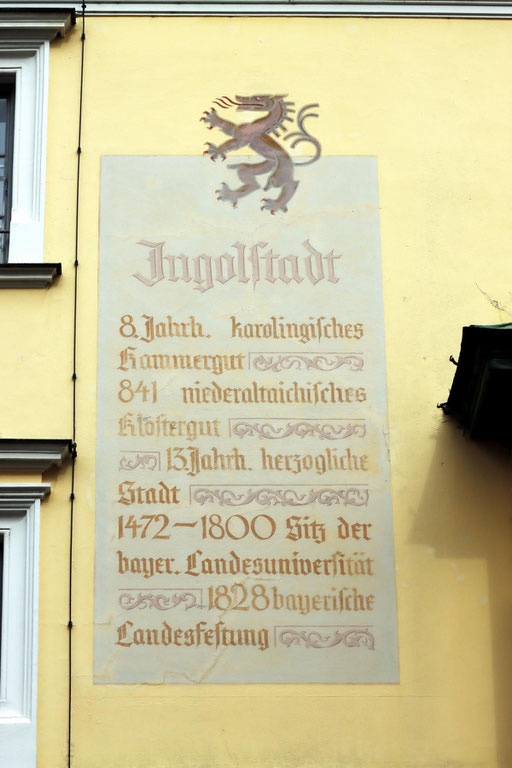 Ingolſtadt
8. Jahrh. karolingiſches
Kammergut
841 niederaltaichiſches
Kloſtergut
13. Jahrh. herzogliche
Stadt
1472–1800 Sitz der
bayer. Landesuniverſität
1828 bayeriſche
Landesfeſtung